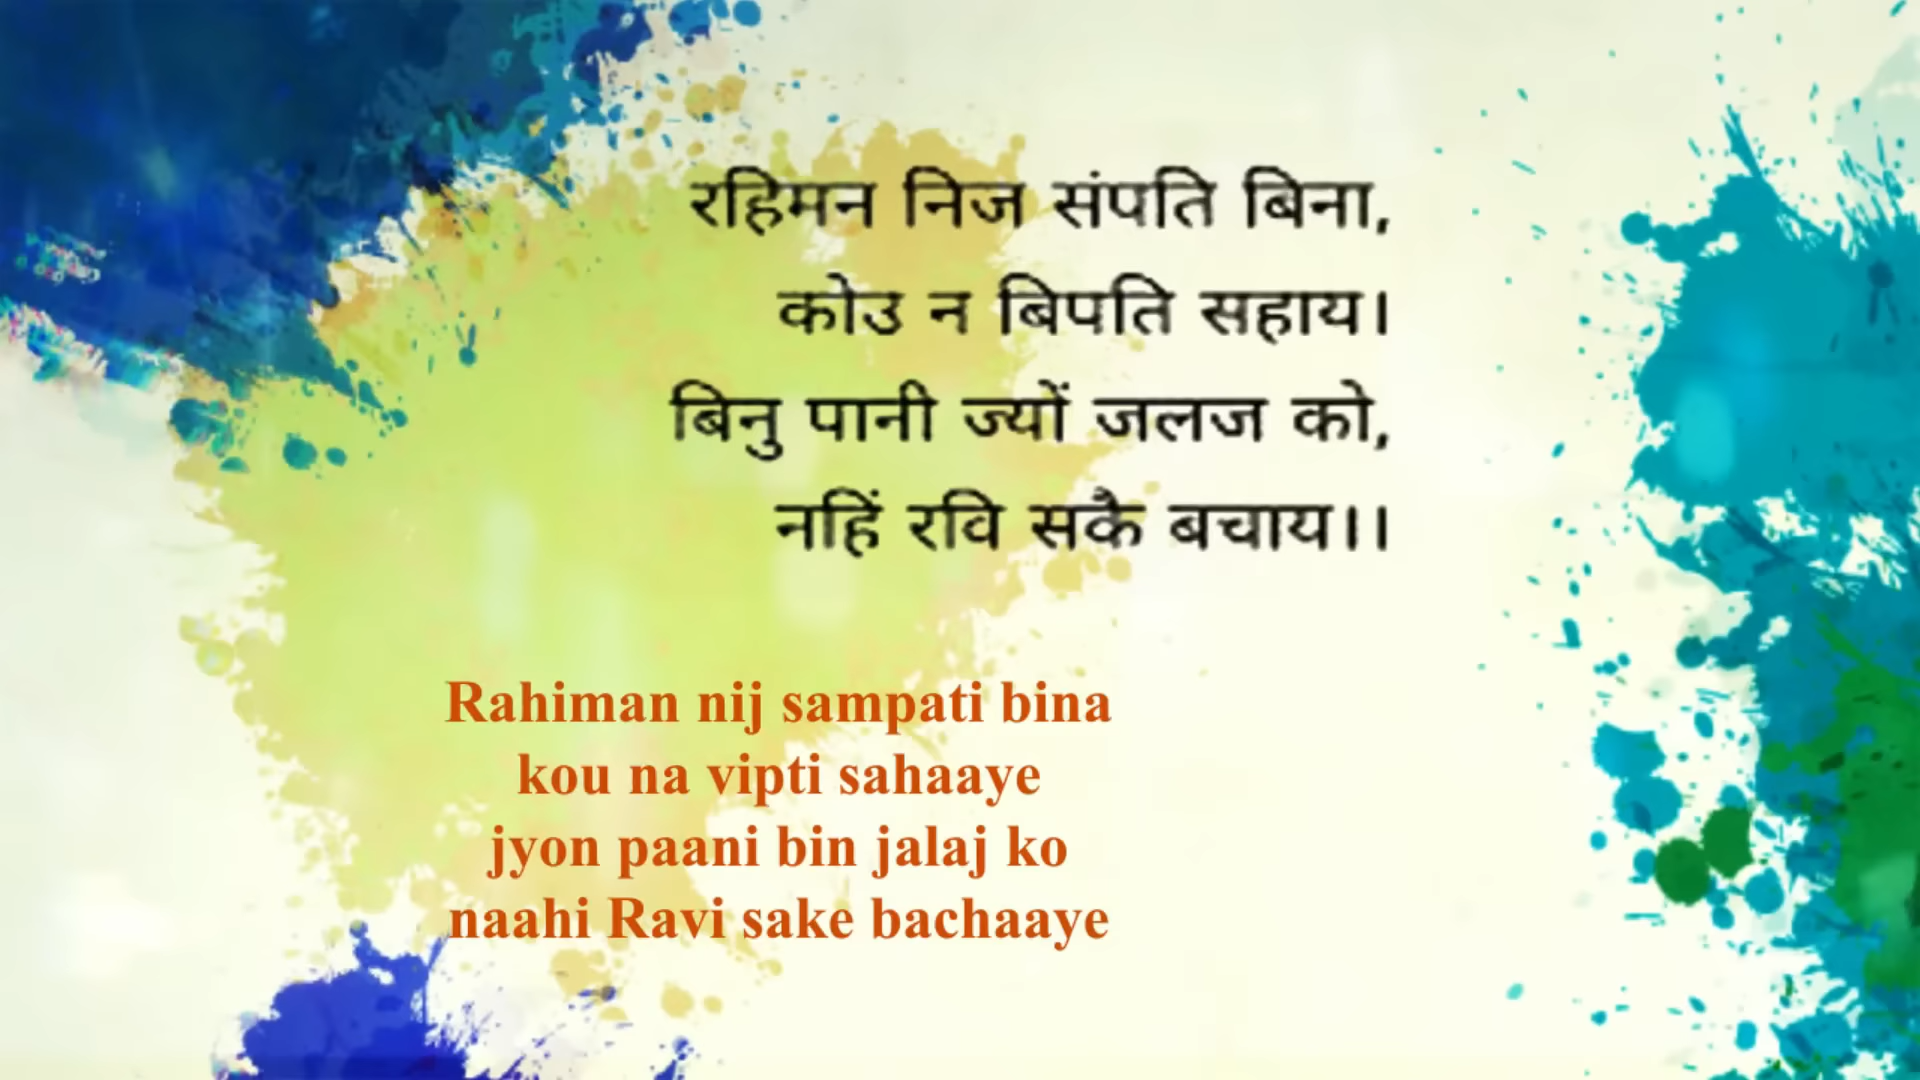 रहिमन निज संपति बिना,
कोउ न बिपति सहाय।
बिनु पानी ज्यों जलज को,
नहिं रवि सकै बचाय।।
Rahiman nij sampati bina
kou na vipti sahaaye
jyon paani bin jalaj ko
naahi Ravi sake bachaaye